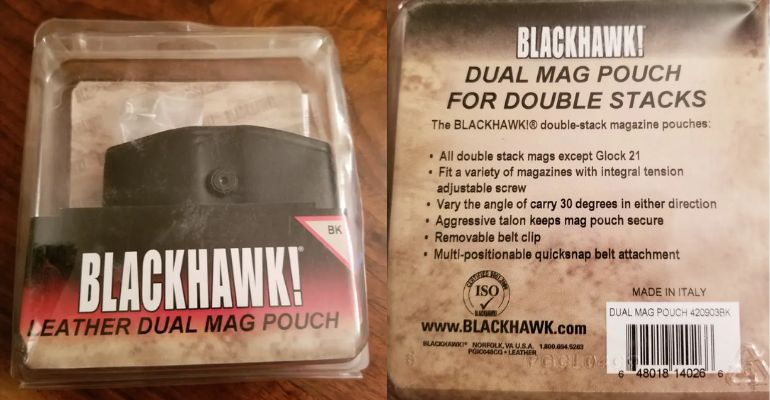 BK
BLACKHAWK!®
LEATHER DUAL MAG POUCH
BLACKHAWK!
DUAL MAG POUCH
FOR DOUBLE STACKS
The BLACKHAWK!® double-stack magazine pouches:
• All double stack mags except Glock 21
• Fit a variety of magazines with integral tension
adjustable screw
• Vary the angle of carry 30 degrees in either direction
• Aggressive talon keeps mag pouch secure
• Removable belt clip
• Multi-positionable quicksnap belt attachment
ISO
BLACKHAWK!
www.BLACKHAWK.com
BLACKHAWK!® NORFOLK, VA U.S.A. 1.800.694.5263
PGIC048CO • LEATHER
MADE IN ITALY
DUAL MAG POUCH 420903BK
6 48018 14026 6